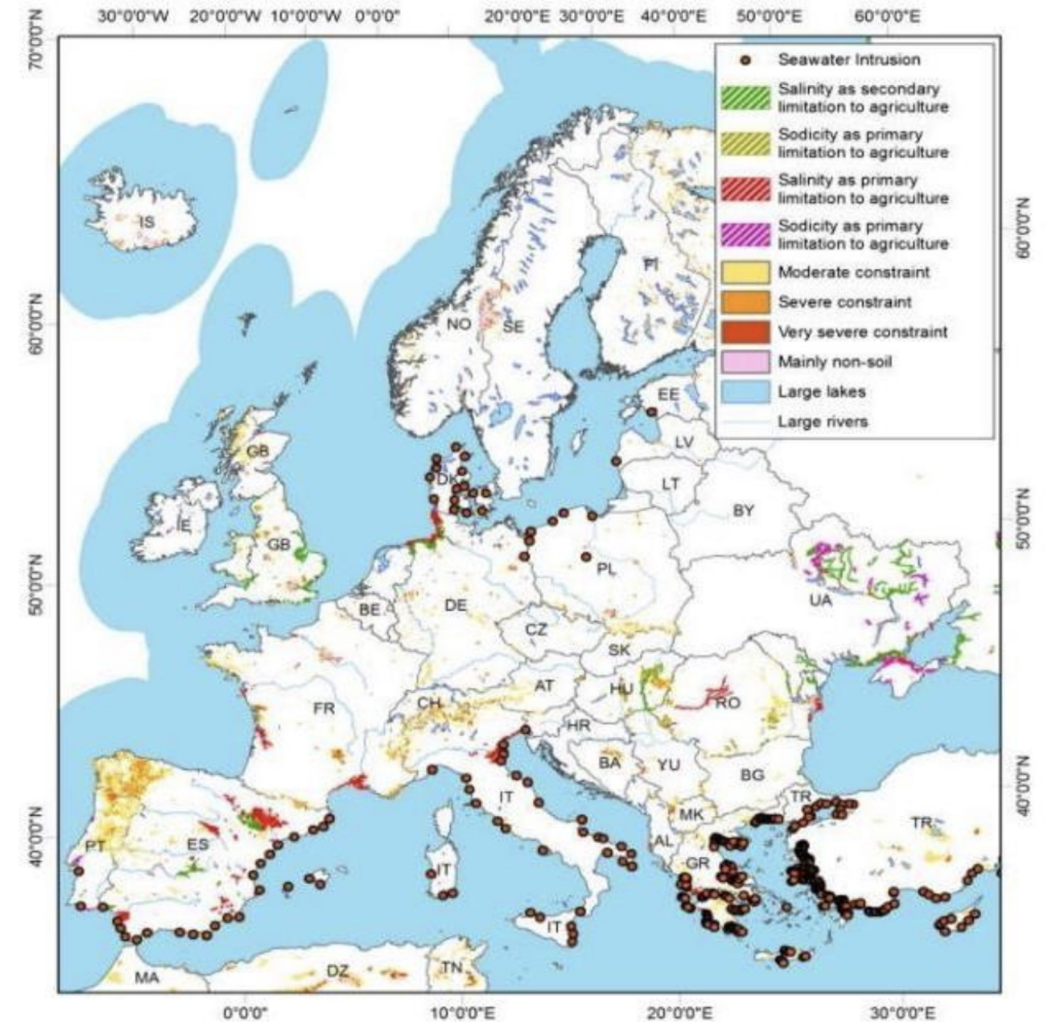 30°0'0"W 20°0'0"W 10°0'0"W 0°0'0" 20°0'0"E 30°0'0"E 40°0'0"E 50°0'0"E 60°0'0"E
70°0'0"N
Seawater Intrusion
Salinity as secondary
limitation to agriculture
Sodicity as primary
limitation to agriculture
Salinity as primary
limitation to agriculture
Sodicity as primary
limitation to agriculture
Moderate constraint
Severe constraint
Very severe constraint
Mainly non-soil
Large lakes
Large rivers
IS
60°0'0"N
FI
60°0'0"N
NO
SE
EE
GB
LV
DK
LT
IE
BY
50°0'0"N
GB
PL
50°0'0"N
BE
DE
UA
CZ
SK
AT
HU
RO
FR
CH
HR
BA
YU
BG
40°0'0"N
IT
TR
MK
TR
40°0'0"N
PT
ES
AL
GR
IT
IT
MA
DZ
TN
0°0'0" 10°0'0"E 20°0'0"E 30°0'0"E